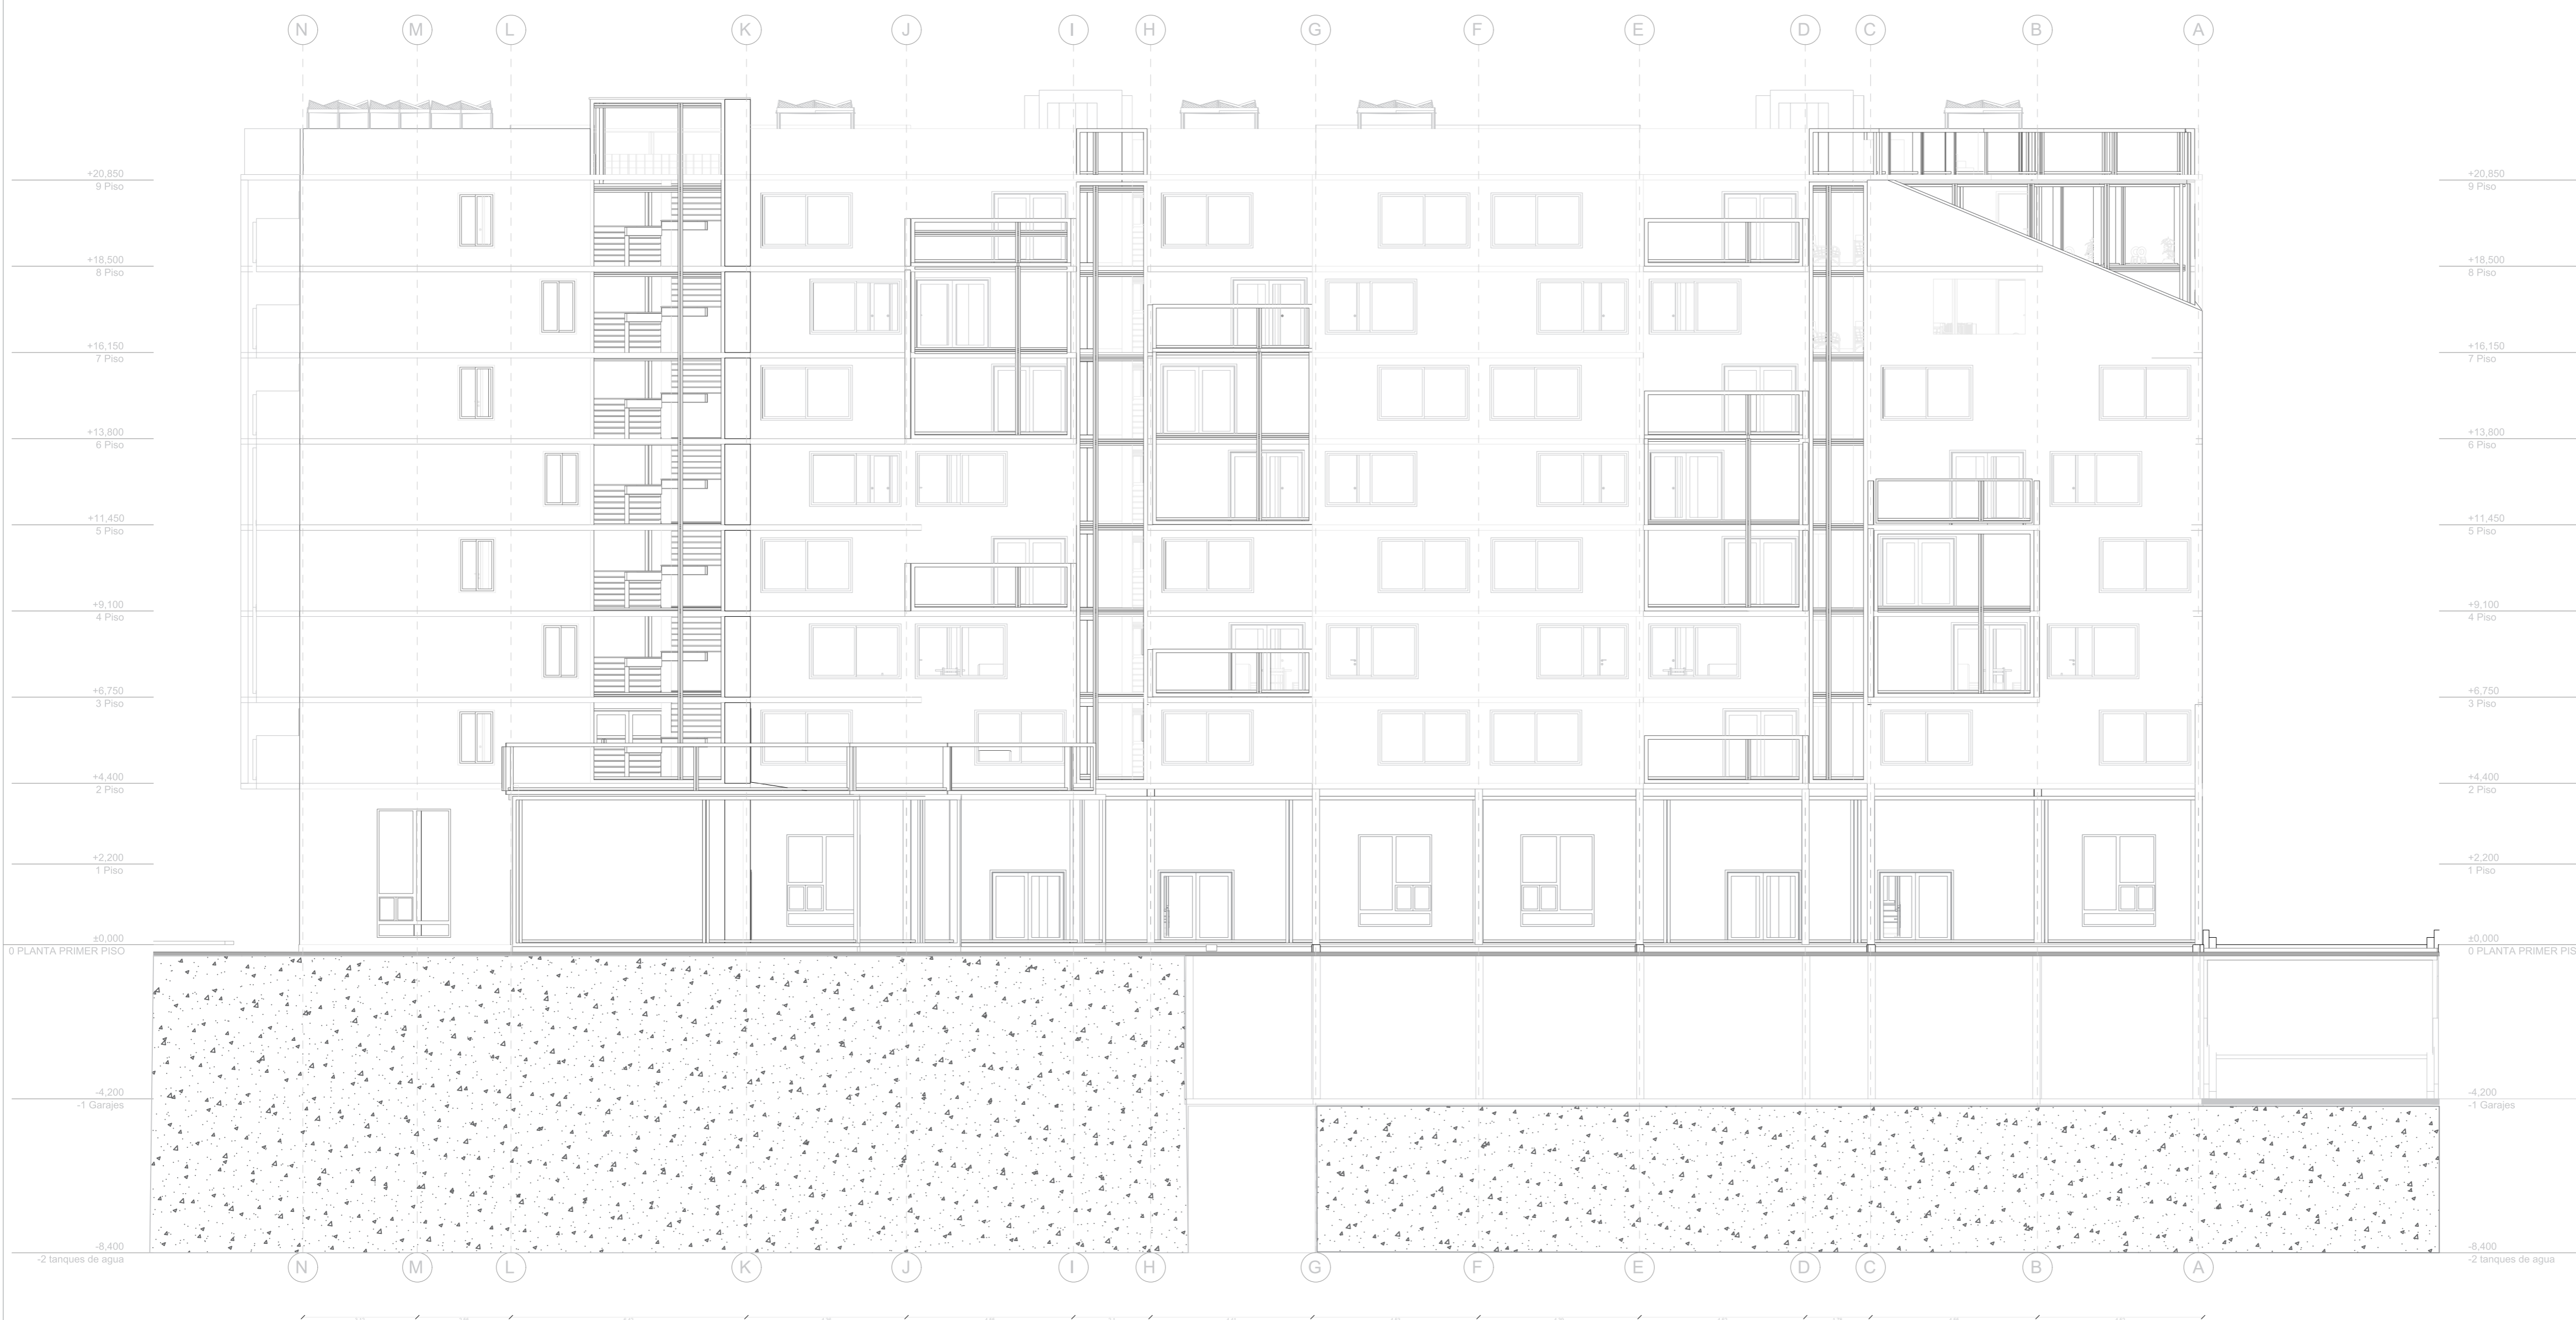 N M L K J I H G F E D C B A
+20,850 +20,850
9 Piso 9 Piso
+18,500 +18,500
8 Piso 8 Piso
+16,150 +16,150
7 Piso 7 Piso
+13,800 +13,800
6 Piso 6 Piso
+11,450 +11,450
5 Piso 5 Piso
+9,100 +9,100
4 Piso 4 Piso
+6,750 +6,750
3 Piso 3 Piso
+4,400 +4,400
2 Piso 2 Piso
+2,200 +2,200
1 Piso 1 Piso
±0,000 ±0,000
0 PLANTA PRIMER PISO 0 PLANTA PRIMER PIS
-4,200 -4,200
-1 Garajes -1 Garajes
-8,400 -8,400
-2 tanques de agua -2 tanques de agua
N M L K J I H G F E D C B A